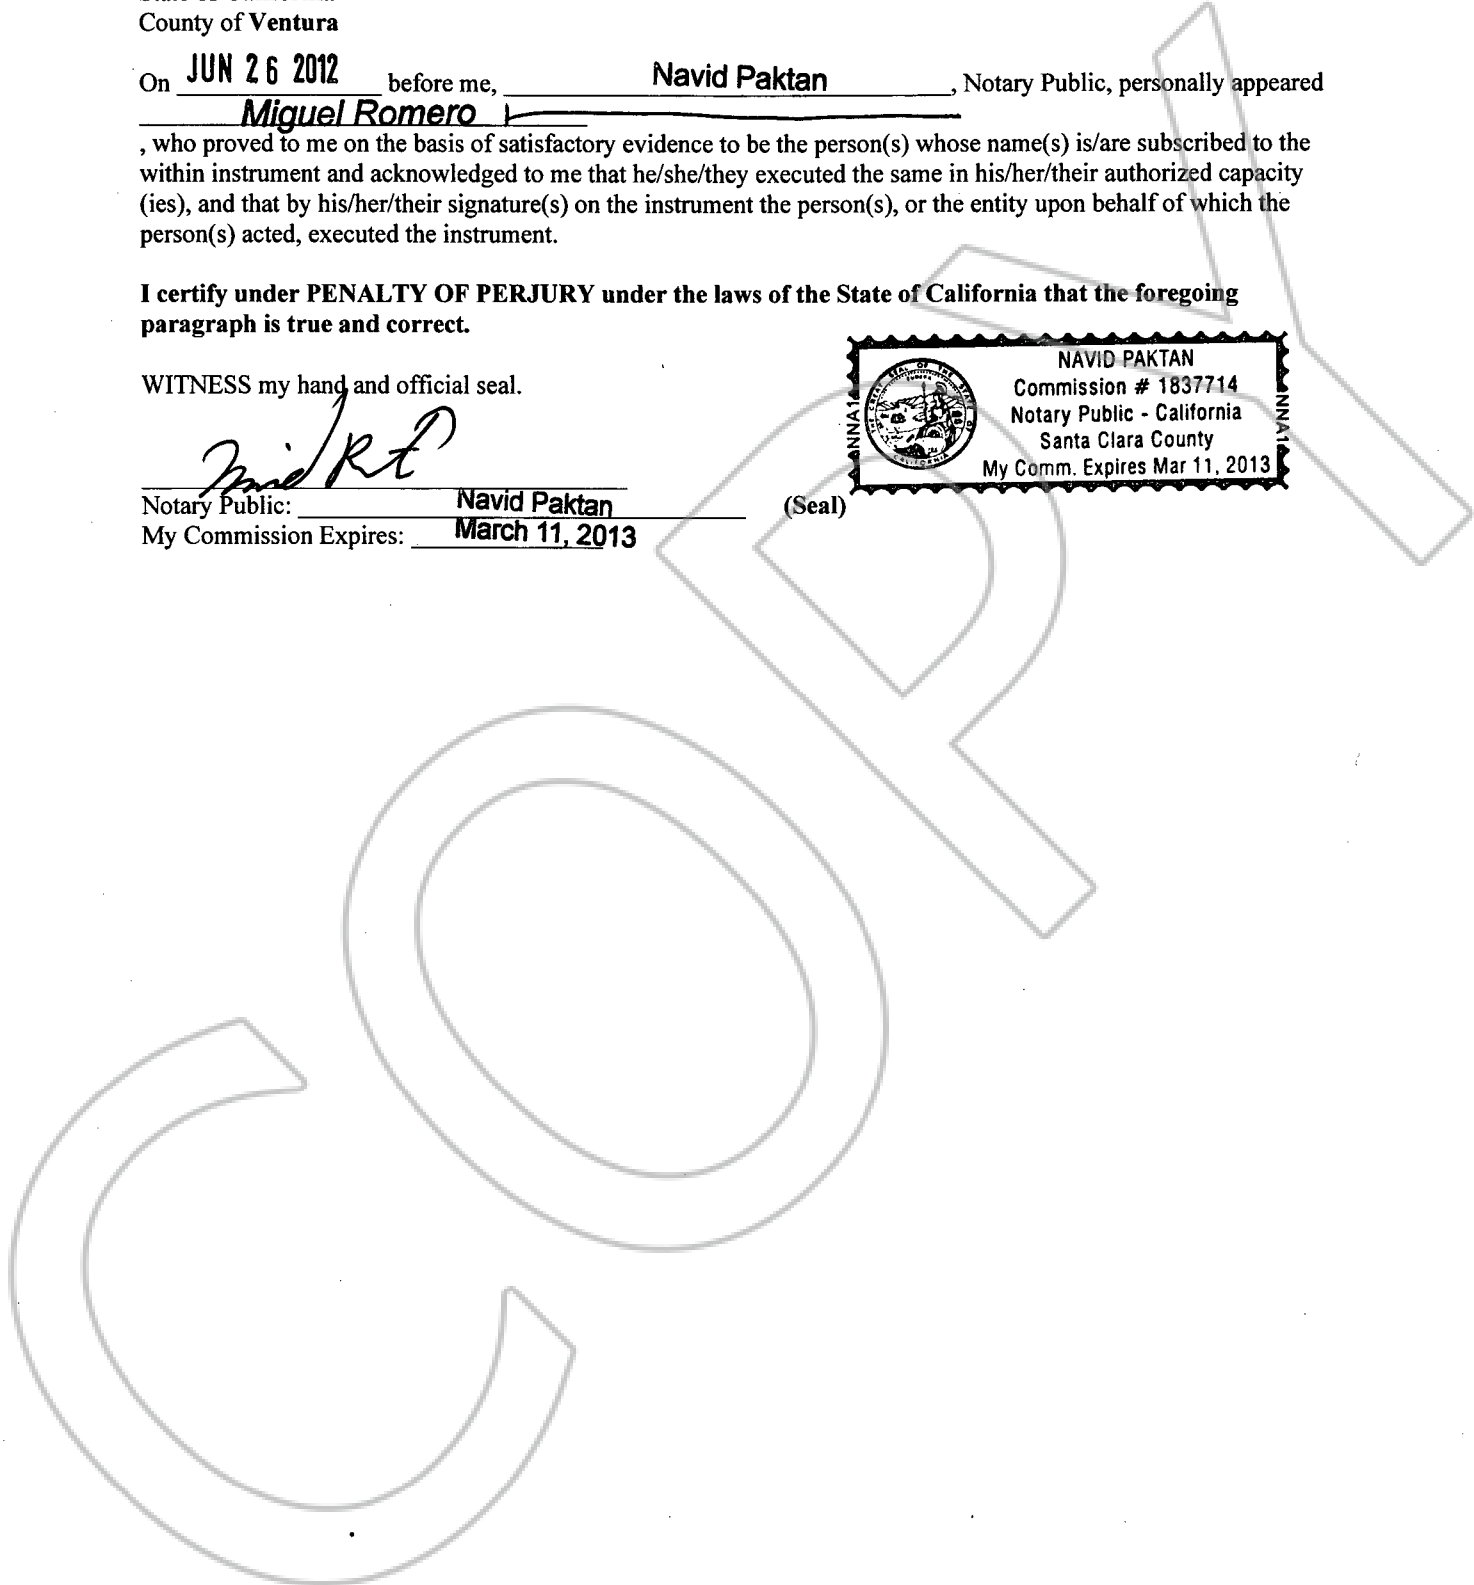 County of Ventura
On JUN 26 2012 before me, Navid Paktan, Notary Public, personally appeared
Miguel Romero
, who proved to me on the basis of satisfactory evidence to be the person(s) whose name(s) is/are subscribed to the
within instrument and acknowledged to me that he/she/they executed the same in his/her/their authorized capacity
(ies), and that by his/her/their signature(s) on the instrument the person(s), or the entity upon behalf of which the
person(s) acted, executed the instrument.
I certify under PENALTY OF PERJURY under the laws of the State of California that the foregoing
paragraph is true and correct.
WITNESS my hand and official seal.
NAVID PAKTAN
Commission # 1837714
Notary Public - California
Santa Clara County
My Comm. Expires Mar 11, 2013
Notary Public: Navid Paktan (Seal)
My Commission Expires: March 11, 2013
COPY